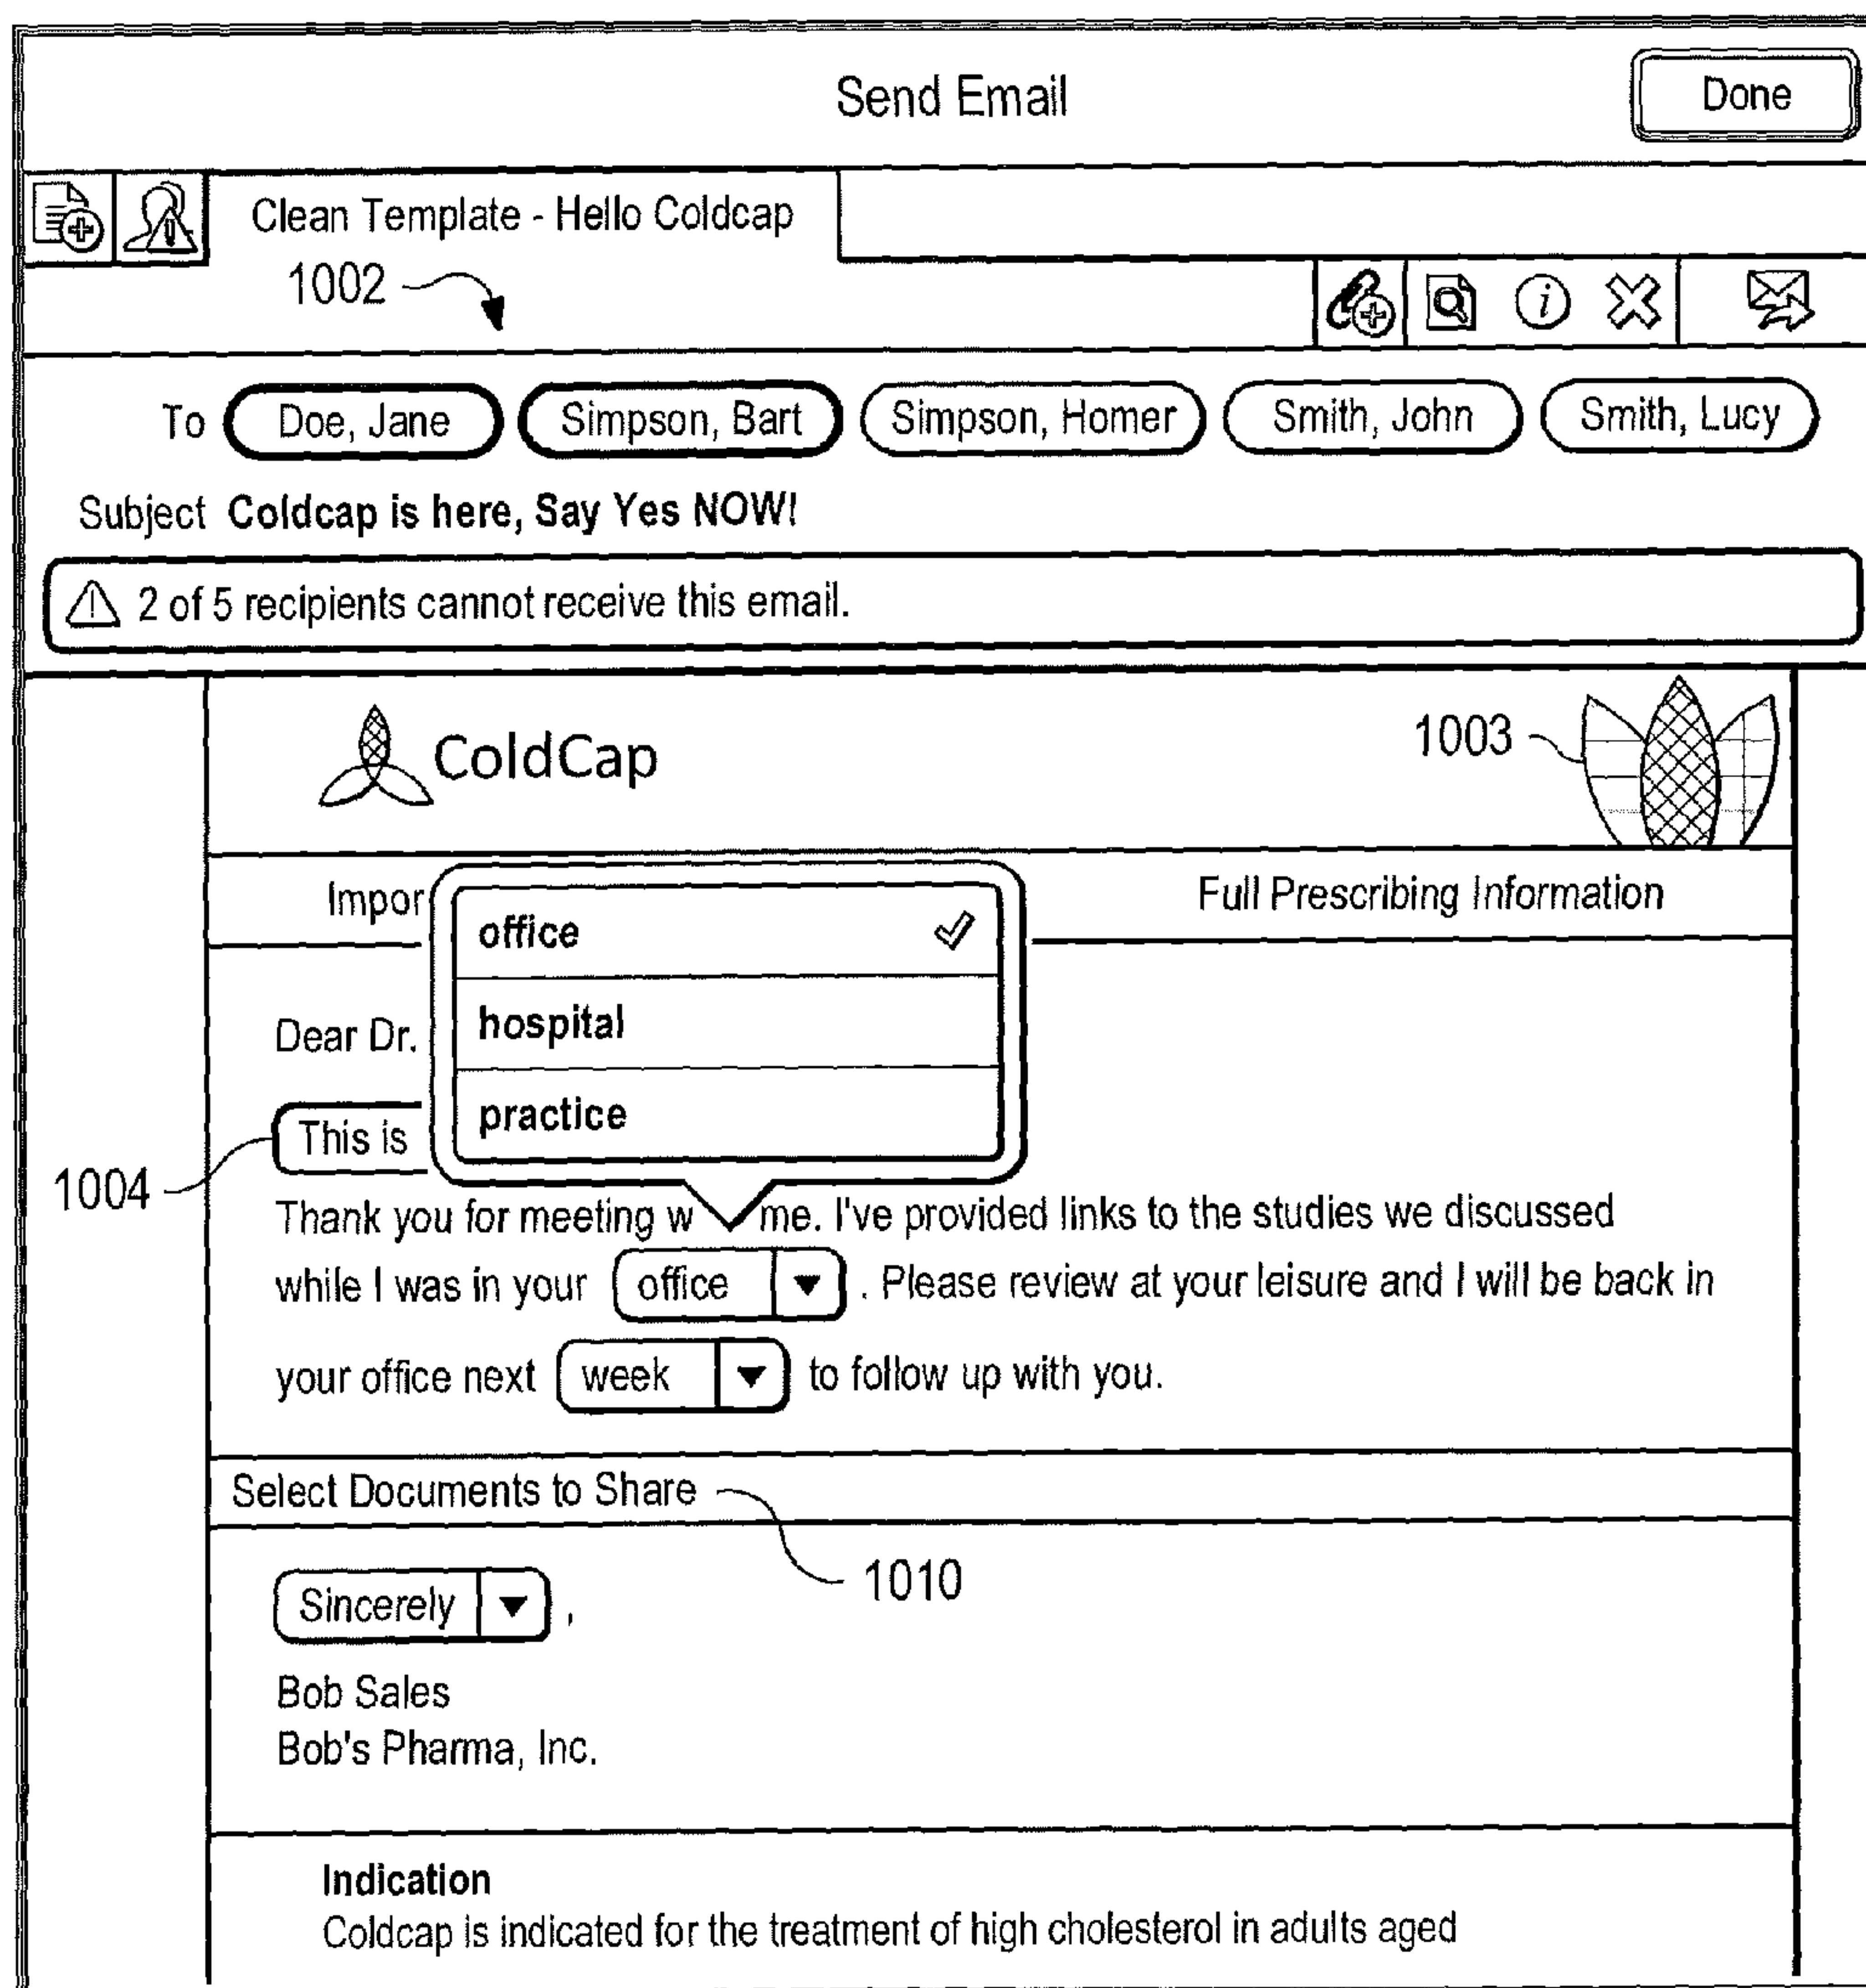 Send Email
Done
Clean Template - Hello Coldcap
1002
To Doe, Jane Simpson, Bart Simpson, Homer Smith, John Smith, Lucy
Subject Coldcap is here, Say Yes NOW!
2 of 5 recipients cannot receive this email.
ColdCap
1003
Impor
Full Prescribing Information
office
hospital
practice
Dear Dr.
This is
1004
Thank you for meeting w me. I've provided links to the studies we discussed
while I was in your office . Please review at your leisure and I will be back in
your office next week to follow up with you.
Select Documents to Share
1010
Sincerely ,
Bob Sales
Bob's Pharma, Inc.
Indication
Coldcap is indicated for the treatment of high cholesterol in adults aged